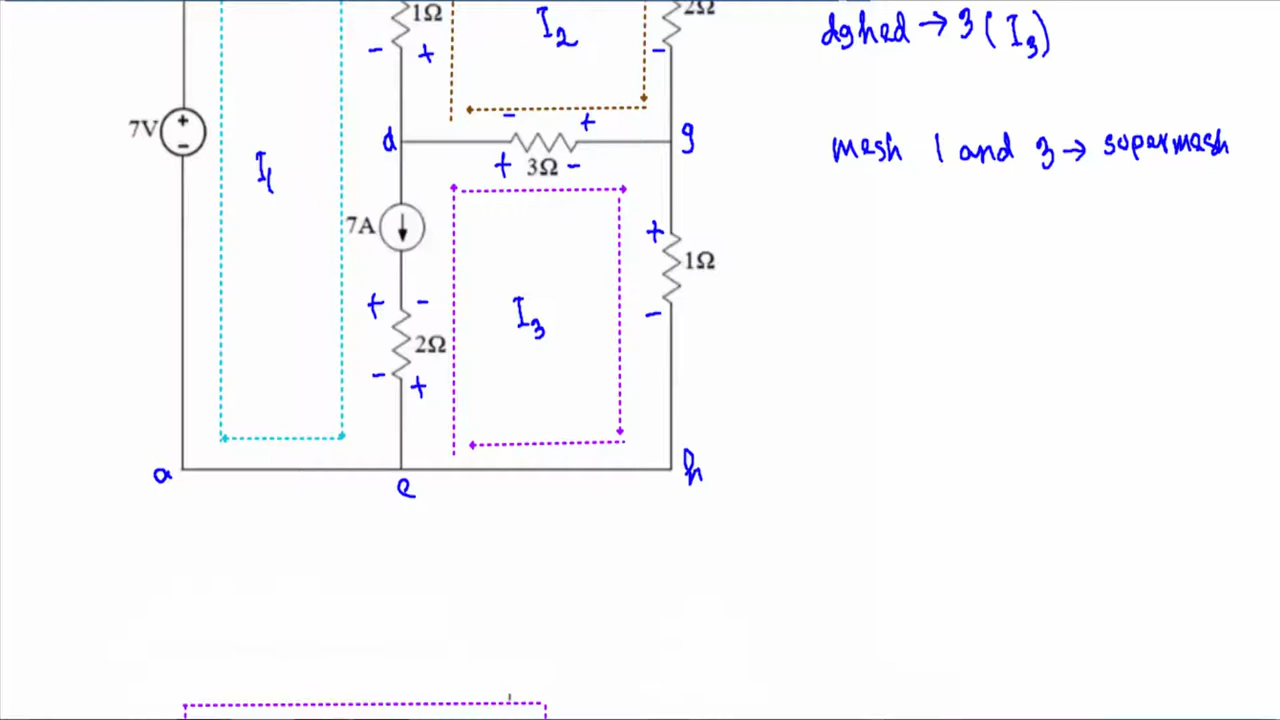 1Ω
2Ω
I2
- +
-
dghed → 3 (I3)
7V
+
-
d
- +
+ 3Ω -
g
mesh 1 and 3 → supermesh
I1
7A
+
1Ω
-
+ -
2Ω
- +
I3
a
e
h